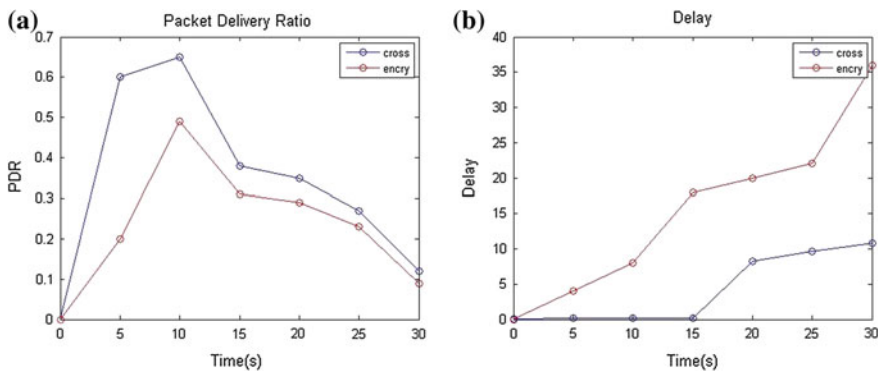 (a)
Packet Delivery Ratio
0.7
0.6
0.5
0.4
0.3
0.2
0.1
0
PDR
cross
encry
0 5 10 15 20 25 30
Time(s)
(b)
Delay
40
35
30
25
20
15
10
5
0
Delay
cross
encry
0 5 10 15 20 25 30
Time(s)